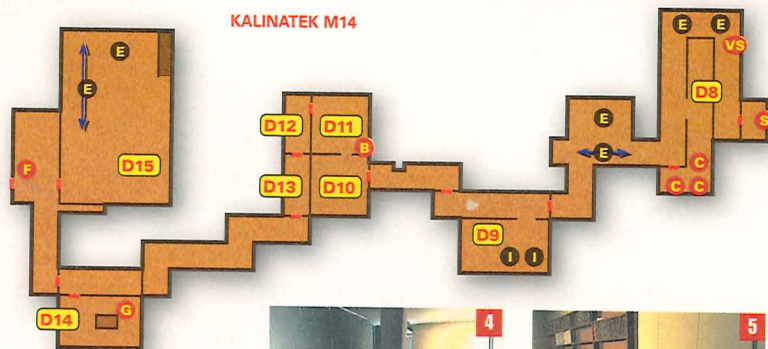 KALINATEK M14
E
E
E
E
VS
D8
E
D12
D11
E
S
B
E
C
F
D15
D13
D10
C
C
D9
I
I
D14
G
4
5